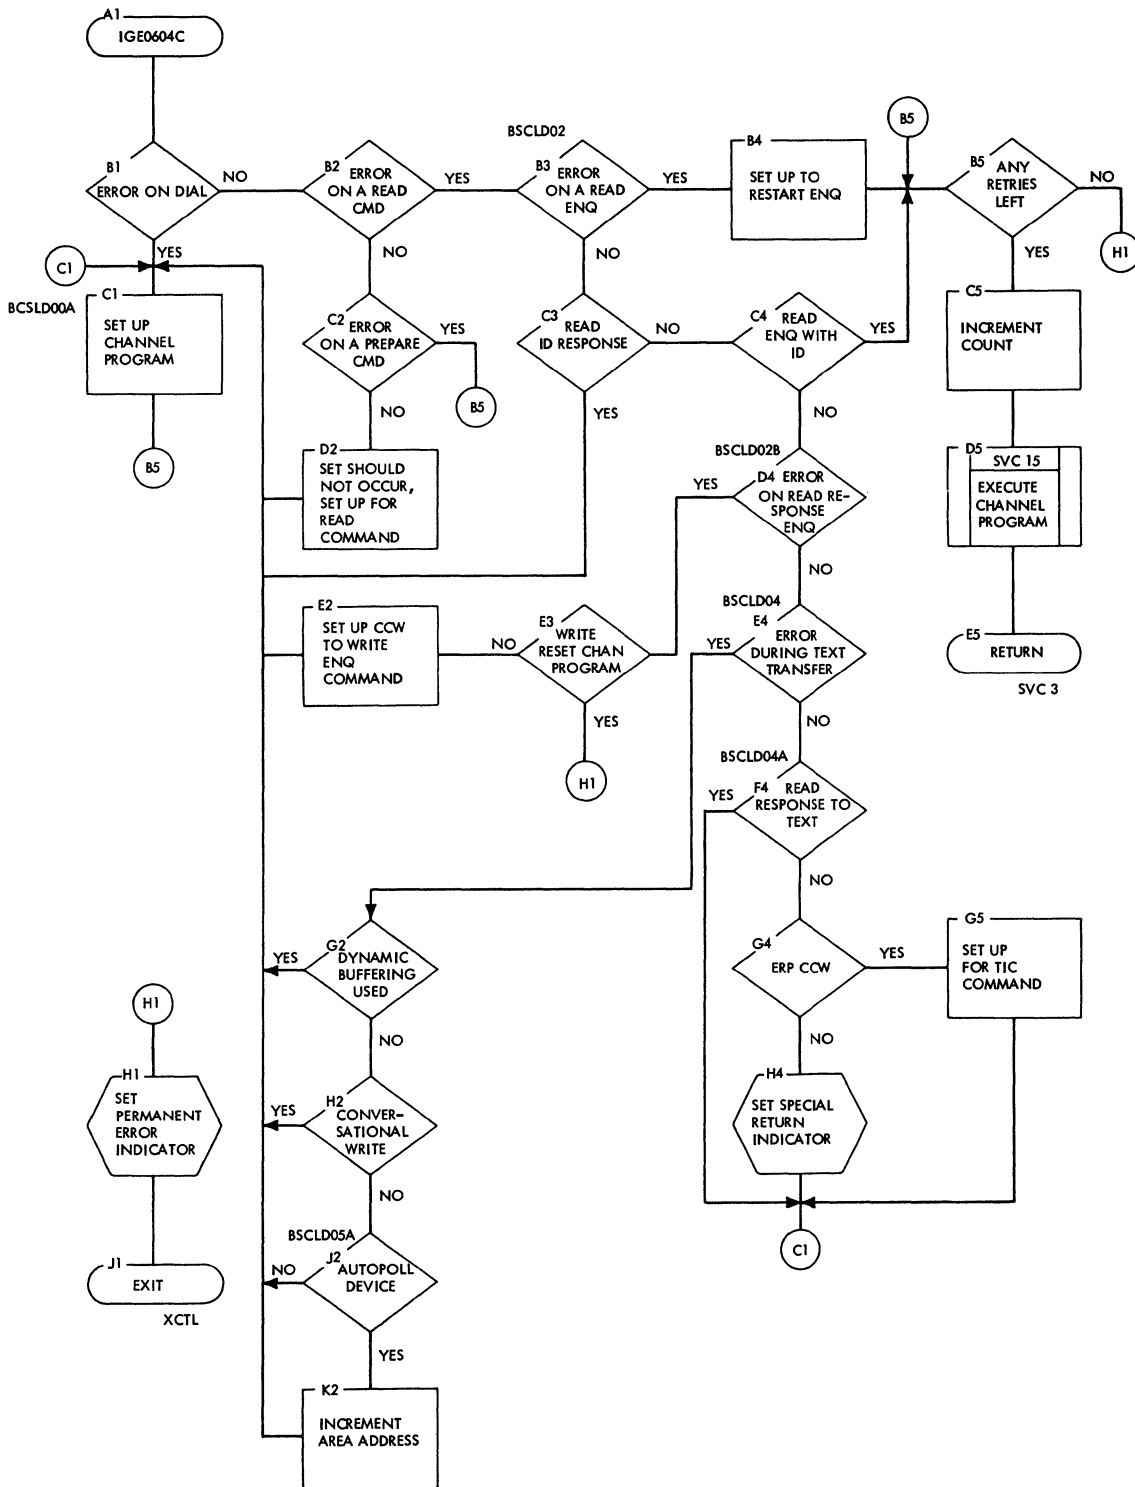 A1
IGE0604C
B5
BSCLD02
B1
ERROR ON DIAL
NO
B2
ERROR
ON A READ
CMD
YES
B3
ERROR
ON A READ
ENQ
YES
B4
SET UP TO
RESTART ENQ
B5
ANY
RETRIES
LEFT
NO
H1
YES
NO
NO
YES
C1
BCSLD00A
C1
SET UP
CHANNEL
PROGRAM
C2
ERROR
ON A PREPARE
CMD
YES
B5
C3
READ
ID RESPONSE
NO
C4
READ
ENQ WITH
ID
YES
C5
INCREMENT
COUNT
B5
NO
YES
NO
D2
SET SHOULD
NOT OCCUR,
SET UP FOR
READ
COMMAND
BSCLD02B
YES
D4
ERROR
ON READ RE-
SPONSE
ENQ
D5
SVC 15
EXECUTE
CHANNEL
PROGRAM
NO
E2
SET UP CCW
TO WRITE
ENQ
COMMAND
NO
E3
WRITE
RESET CHAN
PROGRAM
YES
H1
BSCLD04
YES
E4
ERROR
DURING TEXT
TRANSFER
E5
RETURN
SVC 3
NO
BSCLD04A
YES
F4
READ
RESPONSE TO
TEXT
NO
YES
G2
DYNAMIC
BUFFERING
USED
G4
ERP CCW
YES
G5
SET UP
FOR TIC
COMMAND
NO
NO
H1
H1
SET
PERMANENT
ERROR
INDICATOR
YES
H2
CONVER-
SATIONAL
WRITE
H4
SET SPECIAL
RETURN
INDICATOR
NO
C1
BSCLD05A
J1
EXIT
XCTL
NO
J2
AUTOPOLL
DEVICE
YES
K2
INCREMENT
AREA ADDRESS